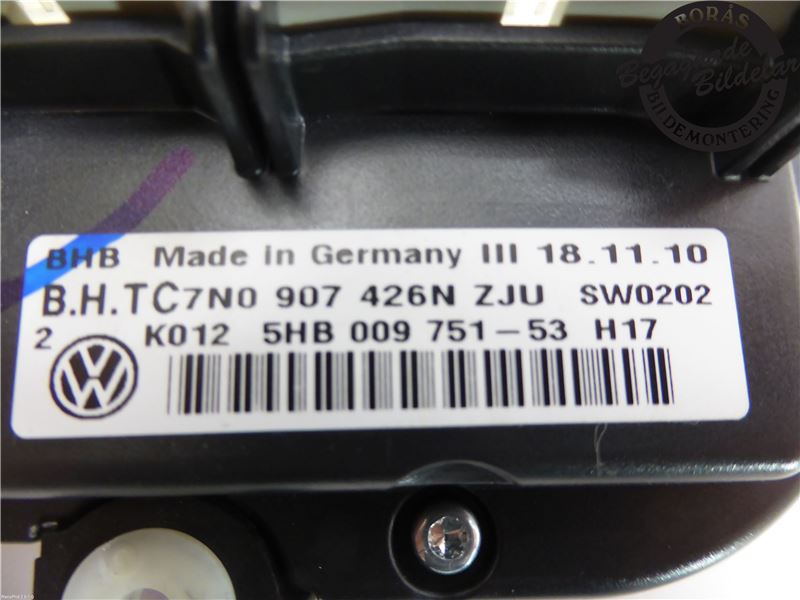 BORÅS
Begagnade
Bildelar
BILDEMONTERING
BHB Made in Germany III 18.11.10
B.H.TC7N0 907 426N ZJU SW0202
2 K012 5HB 009 751-53 H17